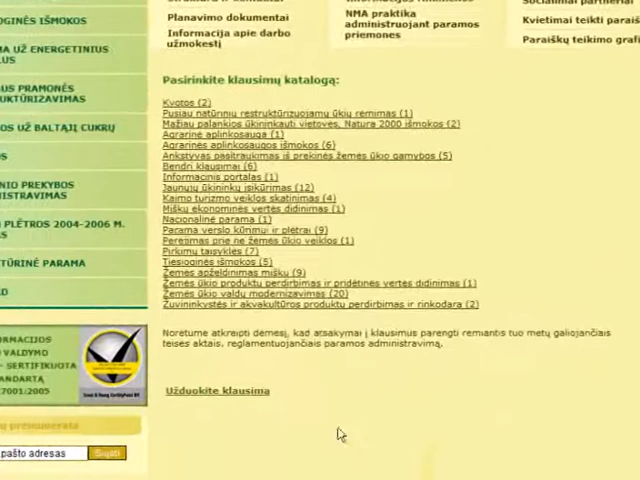 OGINĖS IŠMOKOS
UŽ ENERGETINIUS
US PRAMONĖS
UKTŪRIZAVIMAS
OS UŽ BALTĄJĮ CUKRŲ
NIO PREKYBOS
PLĖTROS 2004-2006 M.
TŪRINĖ PARAMA
Planavimo dokumentai
Informacija apie darbo
užmokestį
NMA praktika
administruojant paramos
priemones
Socialiniai partneriai
Kvietimai teikti
Paraiškų teikimo
Pasirinkite klausimų katalogą:
Kvotos (2)
Pusiau natūrinių restruktūrizuojamų ūkių rėmimas (1)
Mažiau palankios ūkininkauti vietovės, Natura 2000 išmokos (2)
Agrarinė aplinkosauga (1)
Agrarinės aplinkosaugos išmokos (6)
Ankstyvas pasitraukimas iš prekinės žemės ūkio gamybos (5)
Bendri klausimai (6)
Informacinis portalas (1)
Jaunųjų ūkininkų įsikūrimas (12)
Kaimo turizmo veiklos skatinimas (4)
Miškų ekonominės vertės didinimas (1)
Nacionalinė parama (1)
Parama verslo kūrimui ir plėtrai (9)
Perėjimas prie ne žemės ūkio veiklos (1)
Pirkimų taisyklės (7)
Tiesioginės išmokos (5)
Žemės apželdinimas mišku (9)
Žemės ūkio produktų perdirbimas ir pridėtinės vertės didinimas (1)
Žemės ūkio valdų modernizavimas (20)
Žuvininkystės ir akvakultūros produktų perdirbimas ir rinkodara (2)
Norėtume atkreipti dėmesį, kad atsakymai į klausimus parengti remiantis tuo metu galiojančiais
teisės aktais, reglamentuojančiais paramos administravimą.
Užduokite klausimą
ORMACIJOS
VALDYMO
- SERTIFIKUOTA
ANDARTĄ
7001:2005
ų prenumerata
pašto adresas
Siųsti